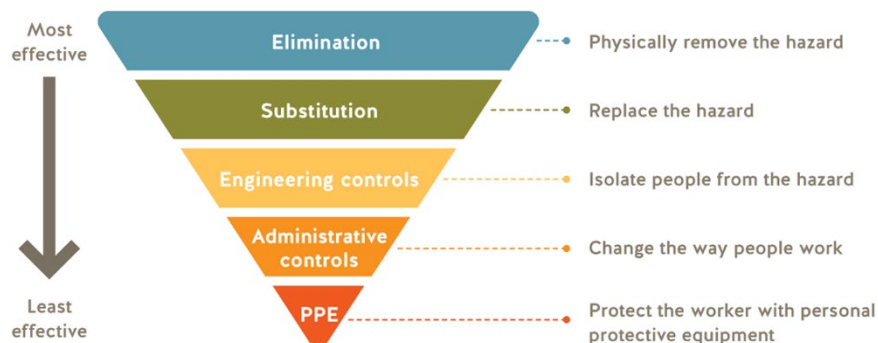 Most
effective
Elimination
Physically remove the hazard
Substitution
Replace the hazard
Engineering controls
Isolate people from the hazard
Administrative
controls
Change the way people work
Least
effective
PPE
Protect the worker with personal
protective equipment